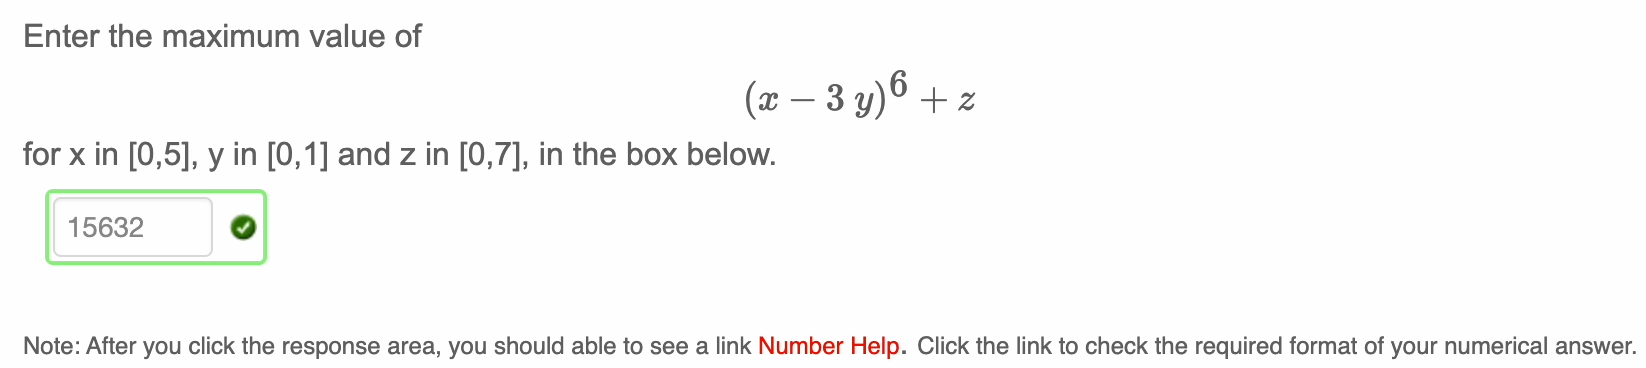 Enter the maximum value of
(x − 3 y)^6 + z
for x in [0,5], y in [0,1] and z in [0,7], in the box below.
15632
Note: After you click the response area, you should able to see a link Number Help. Click the link to check the required format of your numerical answer.